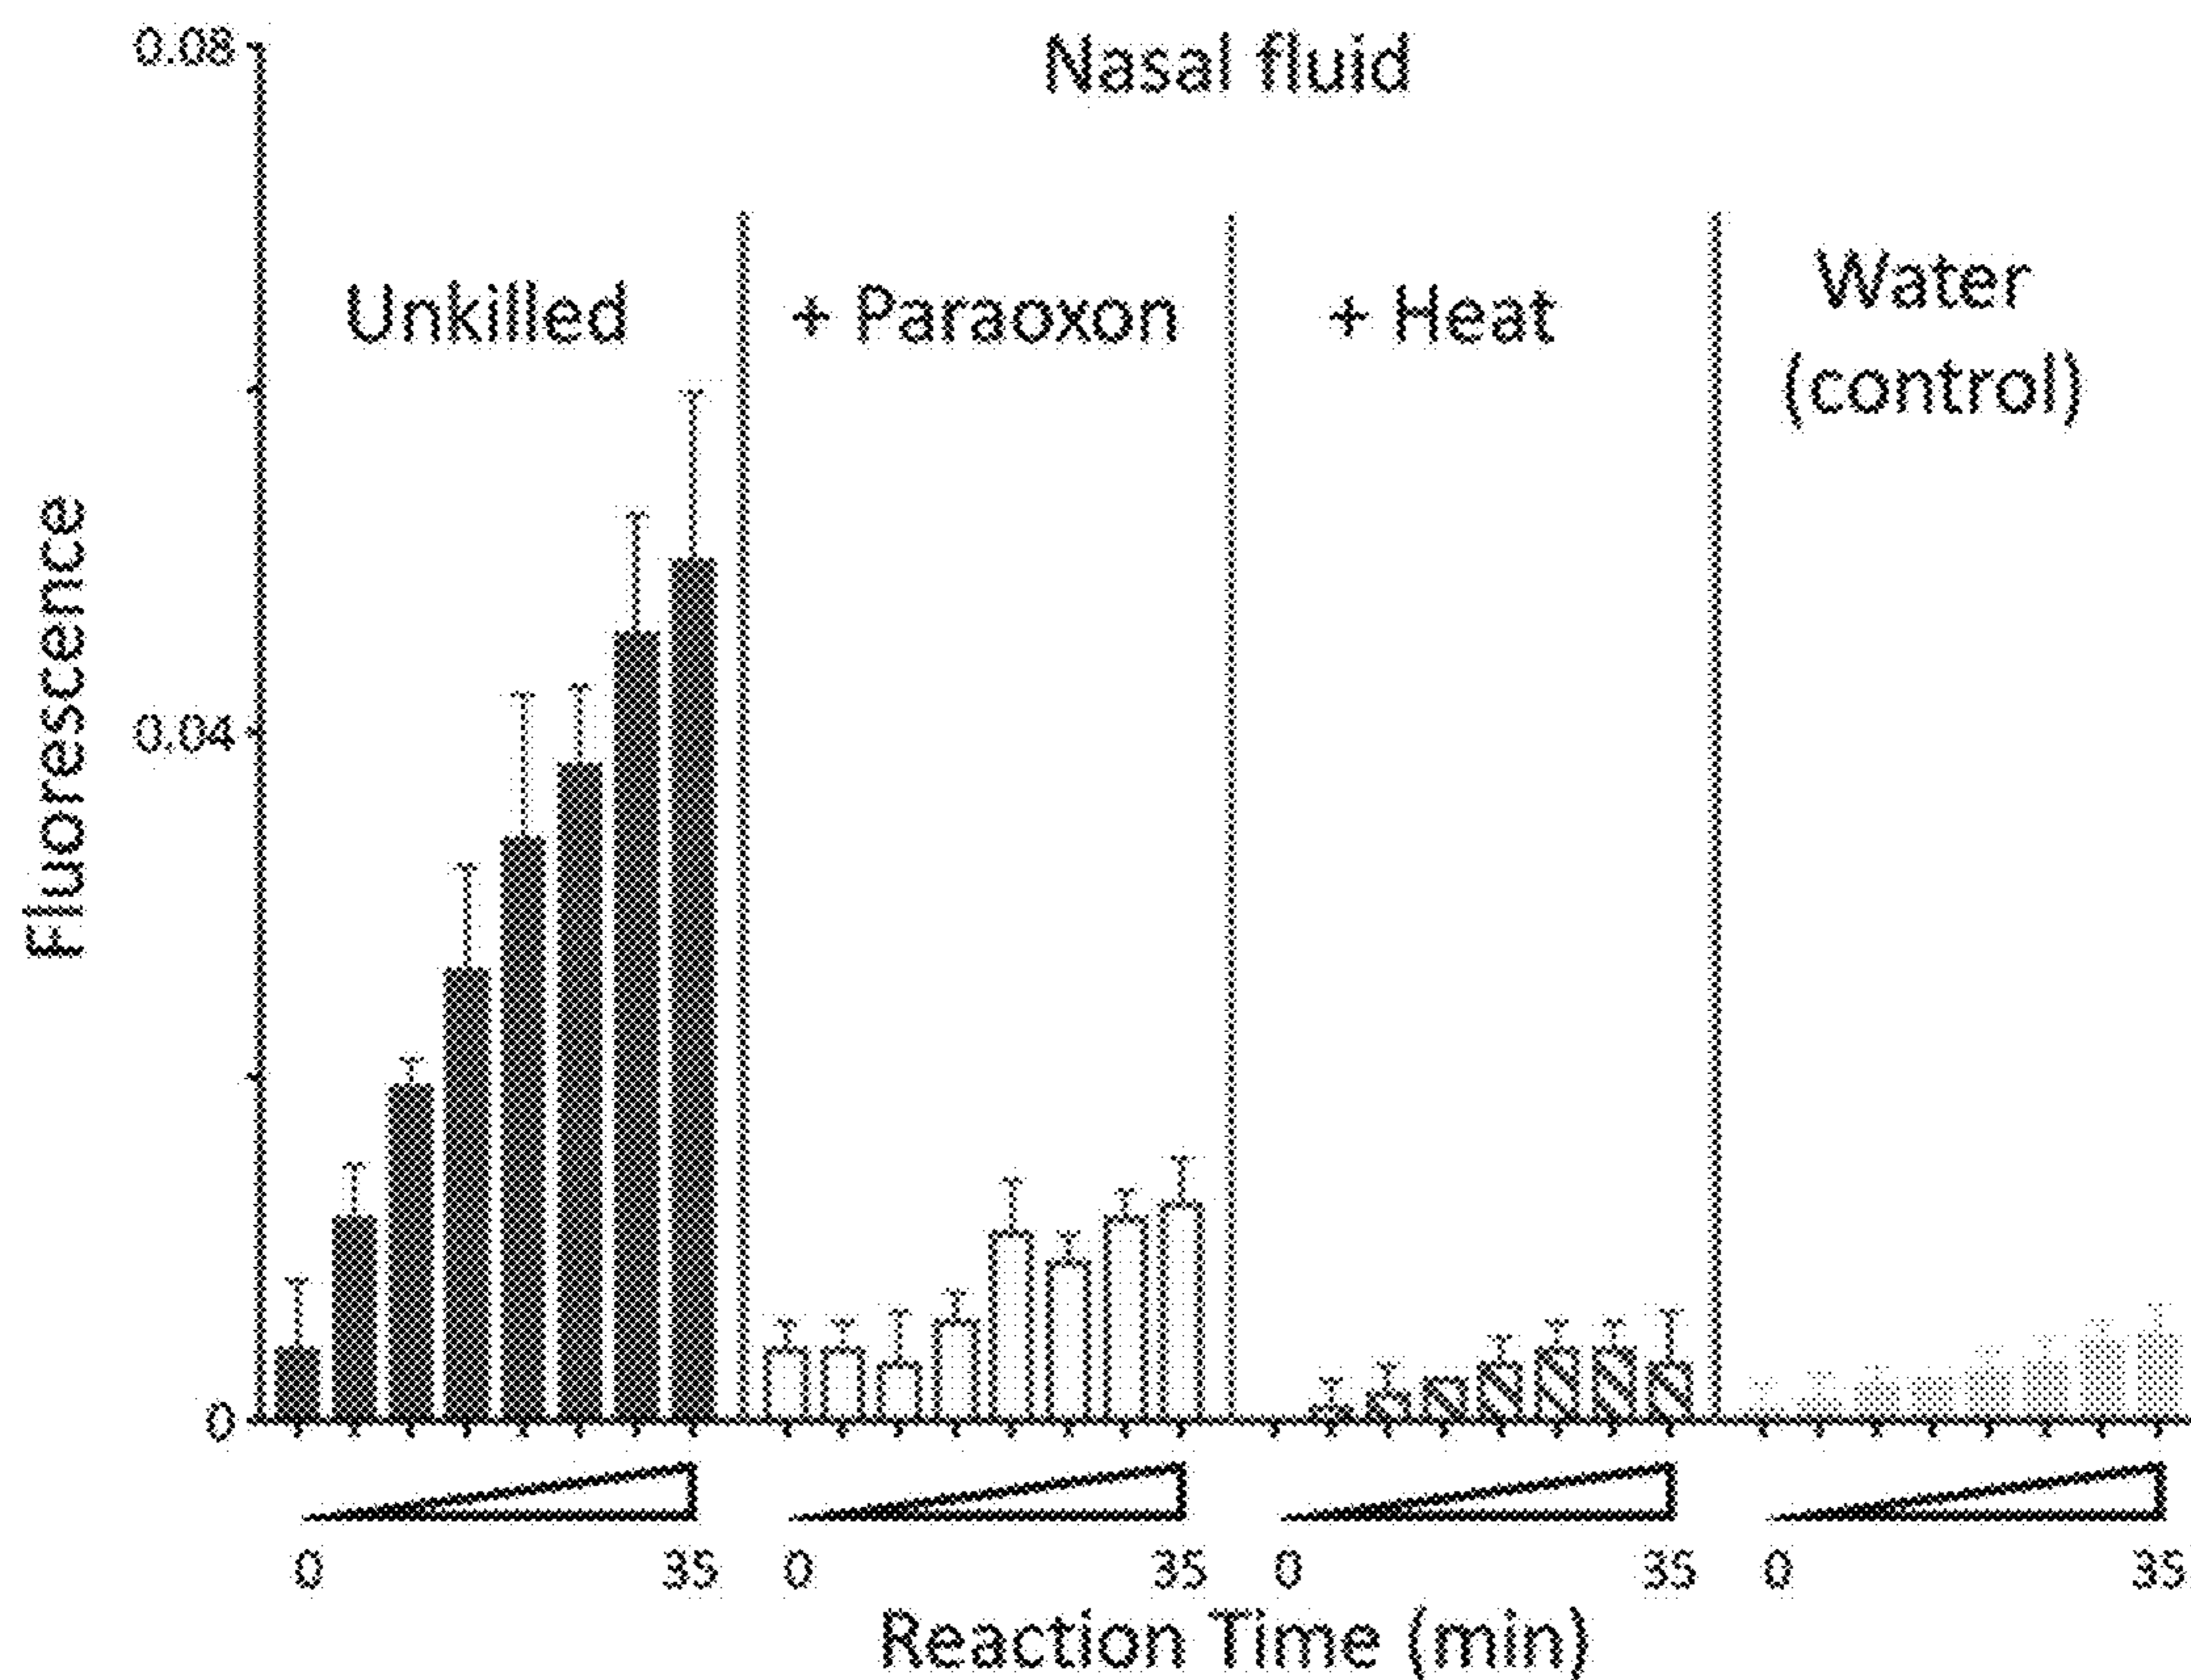 Nasal fluid
0.08
0.04
0
Fluorescence
Unkilled
+ Paraoxon
+ Heat
Water
(control)
0 35 0 35 0 35 0 35
Reaction Time (min)